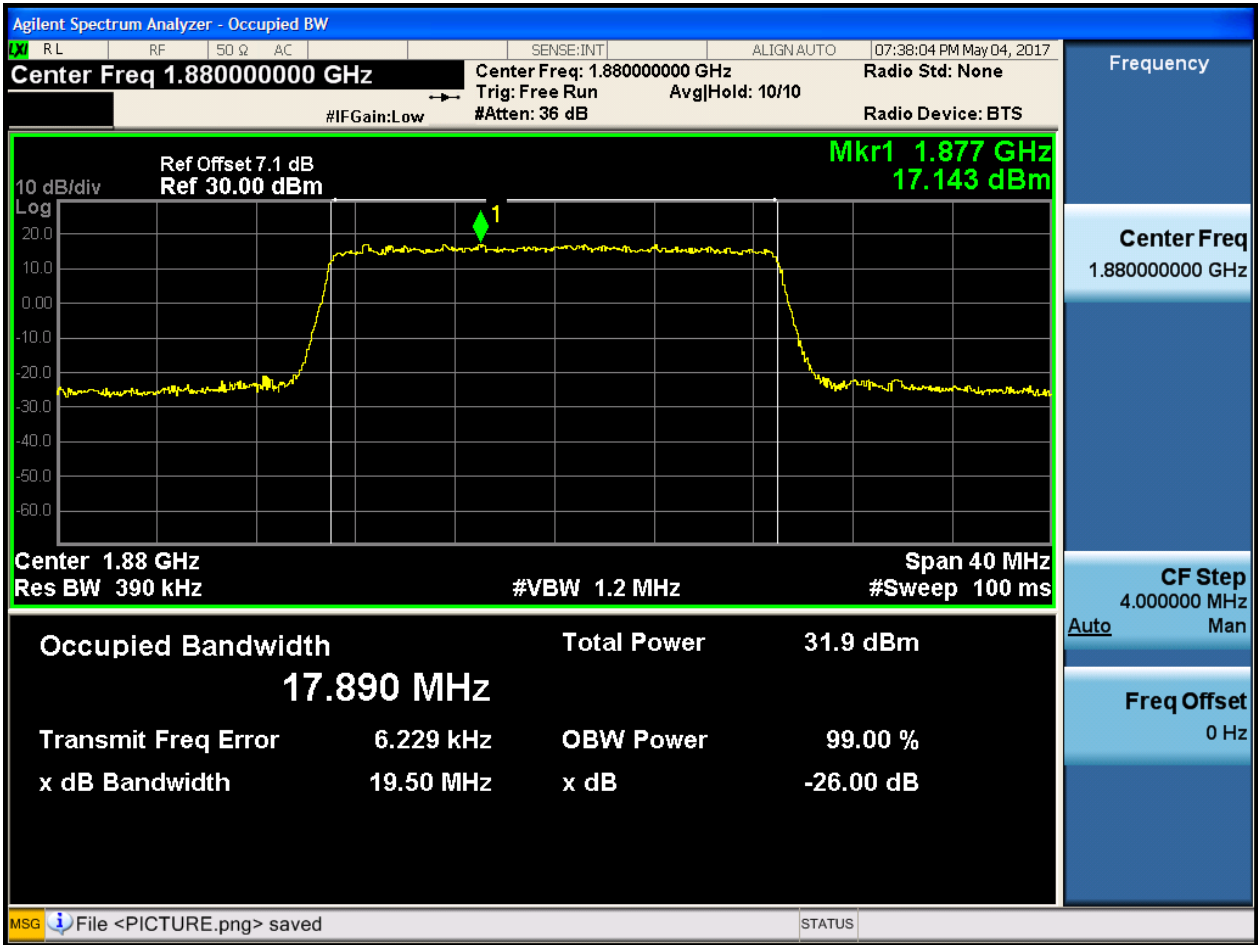 Agilent Spectrum Analyzer - Occupied BW
LXI RL RF 50 Ω AC SENSE:INT ALIGN AUTO 07:38:04 PM May 04, 2017
Center Freq 1.880000000 GHz
Center Freq: 1.880000000 GHz
Radio Std: None
Trig: Free Run Avg|Hold: 10/10
#IFGain:Low
#Atten: 36 dB
Radio Device: BTS
Ref Offset 7.1 dB
Mkr1 1.877 GHz
10 dB/div Ref 30.00 dBm
17.143 dBm
Log
1
20.0
10.0
0.00
-10.0
-20.0
-30.0
-40.0
-50.0
-60.0
Center 1.88 GHz Span 40 MHz
Res BW 390 kHz #VBW 1.2 MHz #Sweep 100 ms
Occupied Bandwidth Total Power 31.9 dBm
17.890 MHz
Transmit Freq Error 6.229 kHz OBW Power 99.00 %
x dB Bandwidth 19.50 MHz x dB -26.00 dB
Frequency
Center Freq
1.880000000 GHz
CF Step
4.000000 MHz
Auto Man
Freq Offset
0 Hz
MSG File <PICTURE.png> saved STATUS